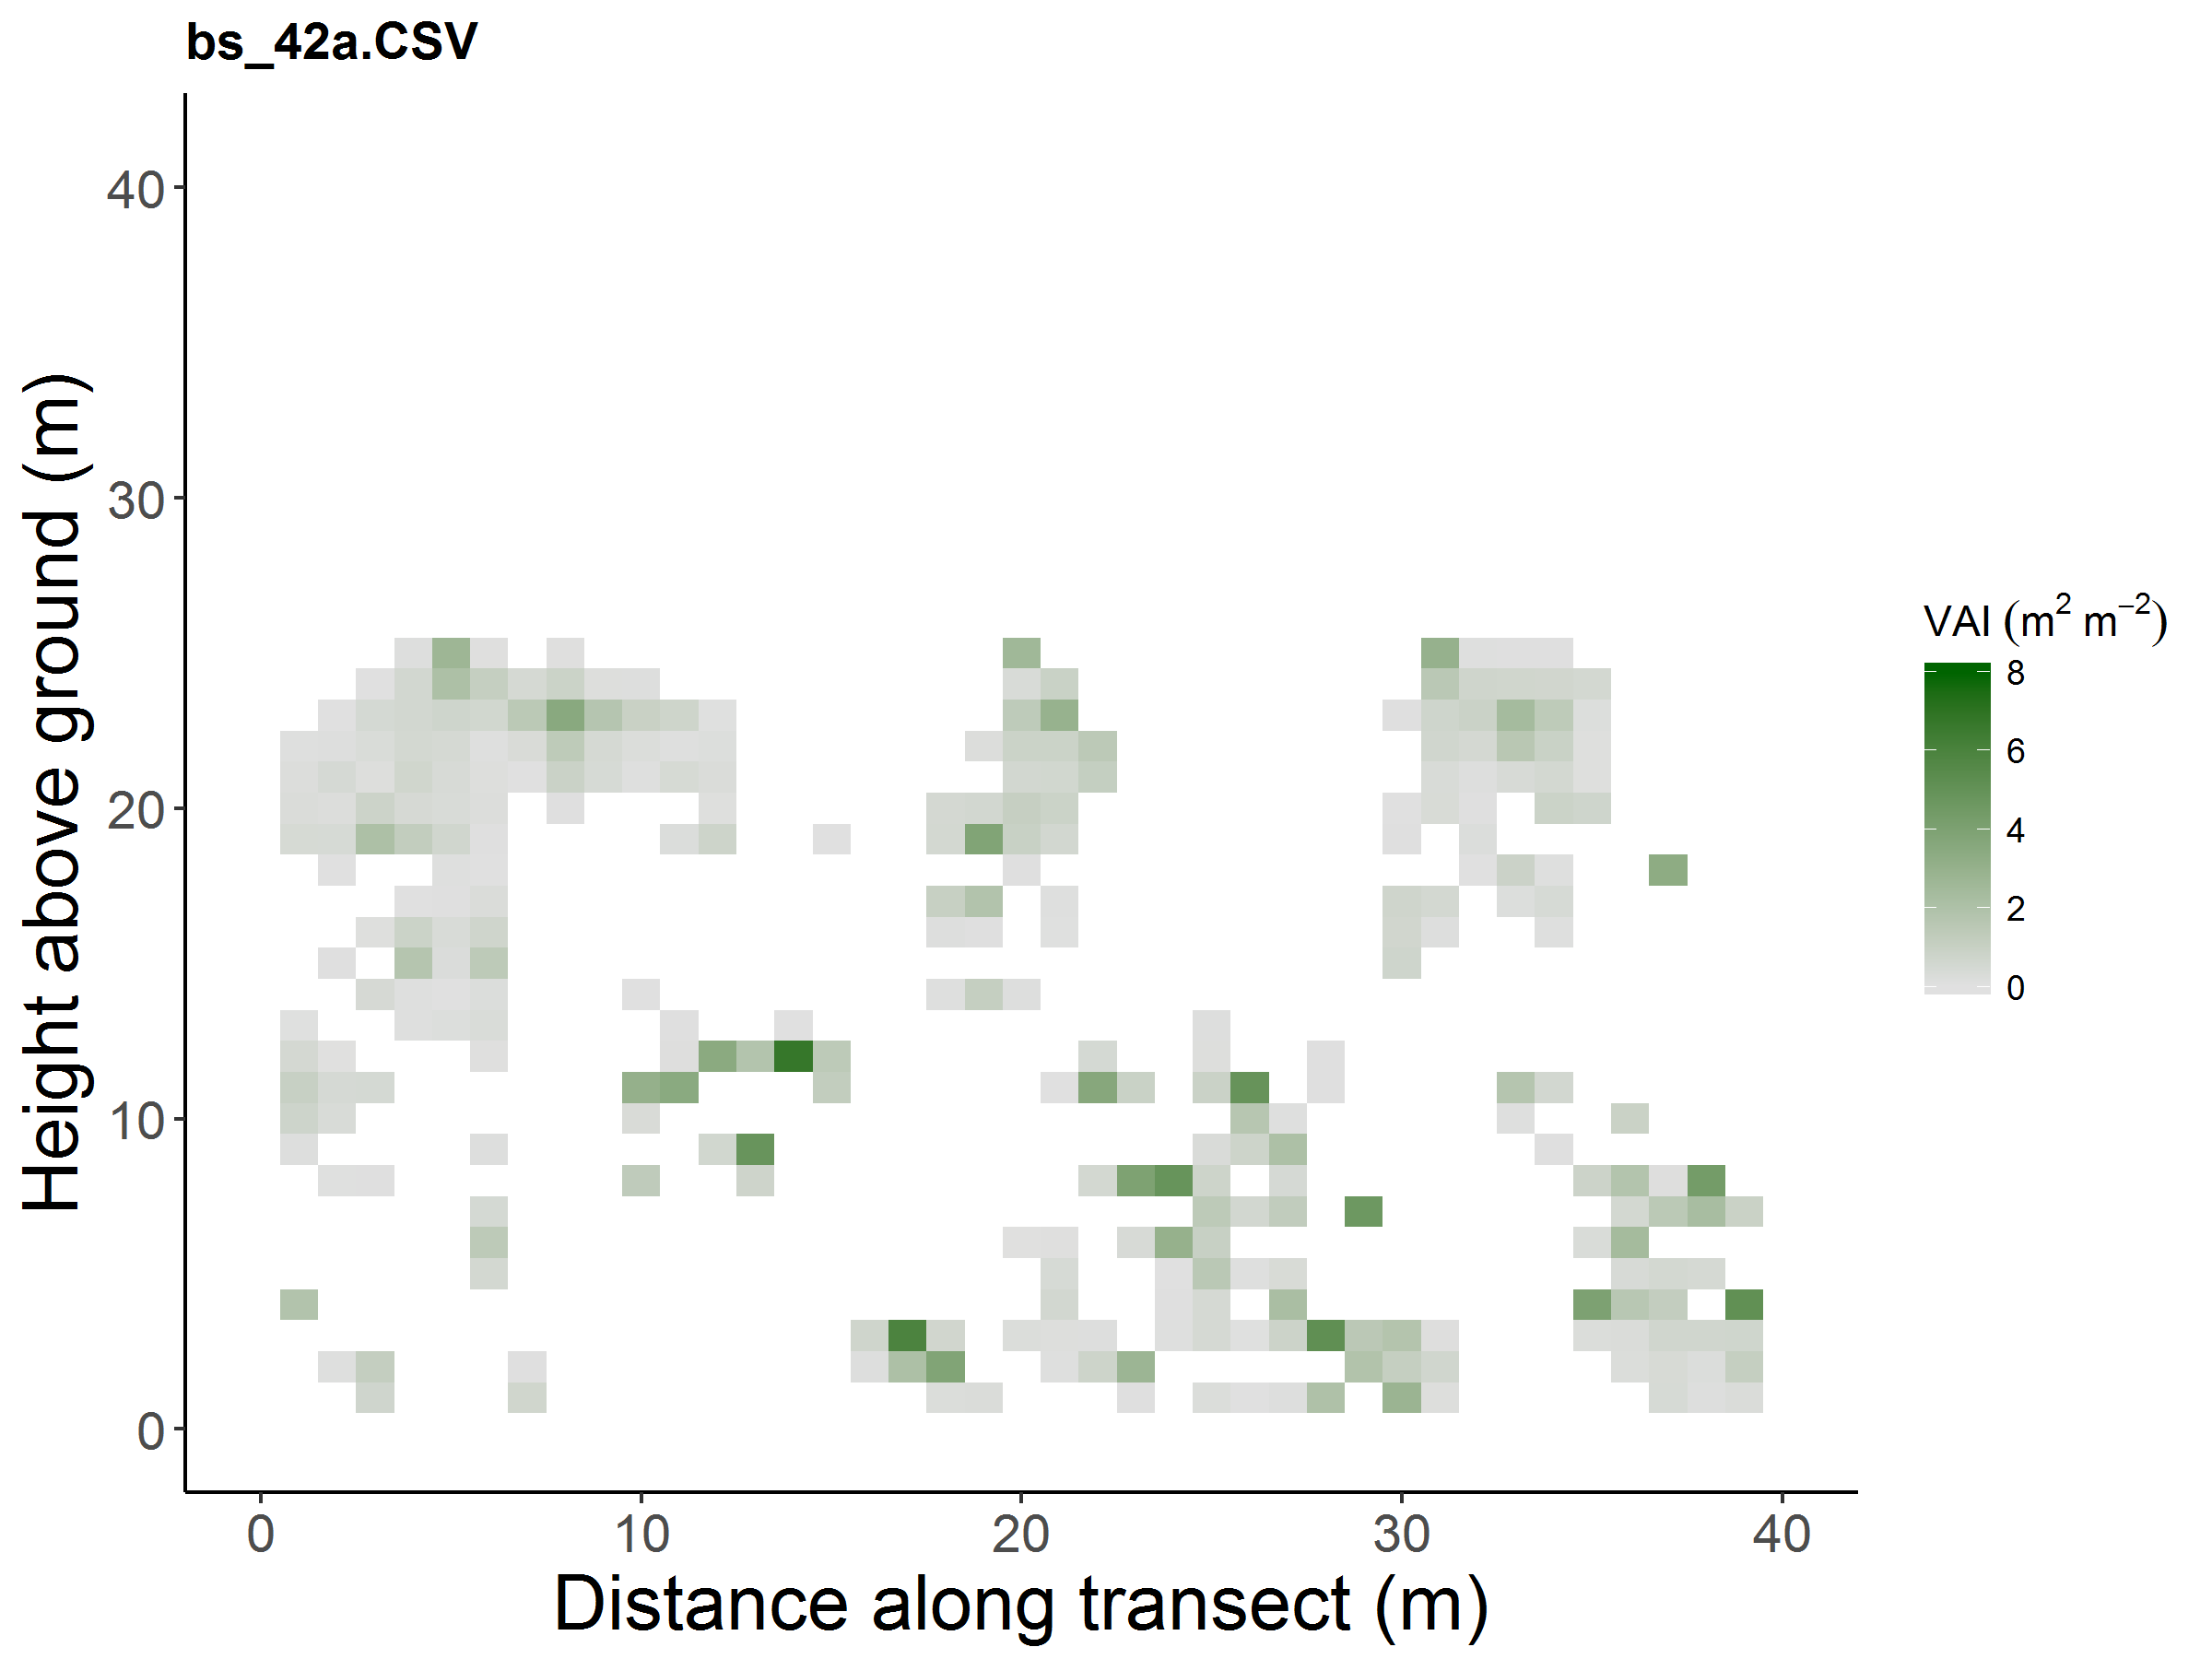 bs_42a.CSV
Height above ground (m)
40
30
20
10
0
0 10 20 30 40
Distance along transect (m)
VAI (m² m⁻²)
8
6
4
2
0